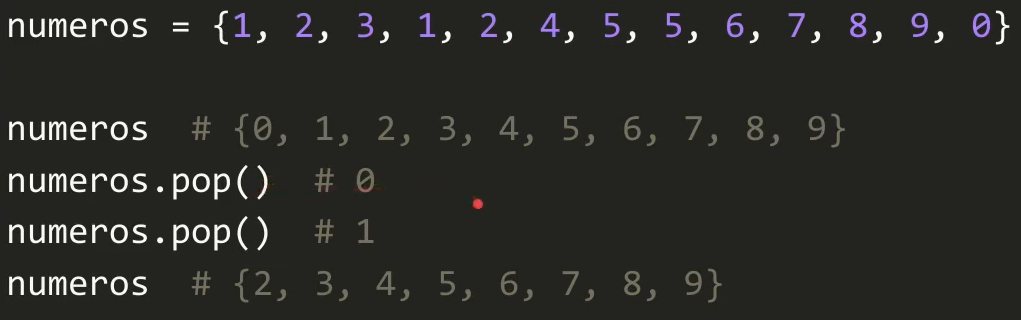 numeros = {1, 2, 3, 1, 2, 4, 5, 5, 6, 7, 8, 9, 0}
numeros # {0, 1, 2, 3, 4, 5, 6, 7, 8, 9}
numeros.pop() # 0
numeros.pop() # 1
numeros # {2, 3, 4, 5, 6, 7, 8, 9}